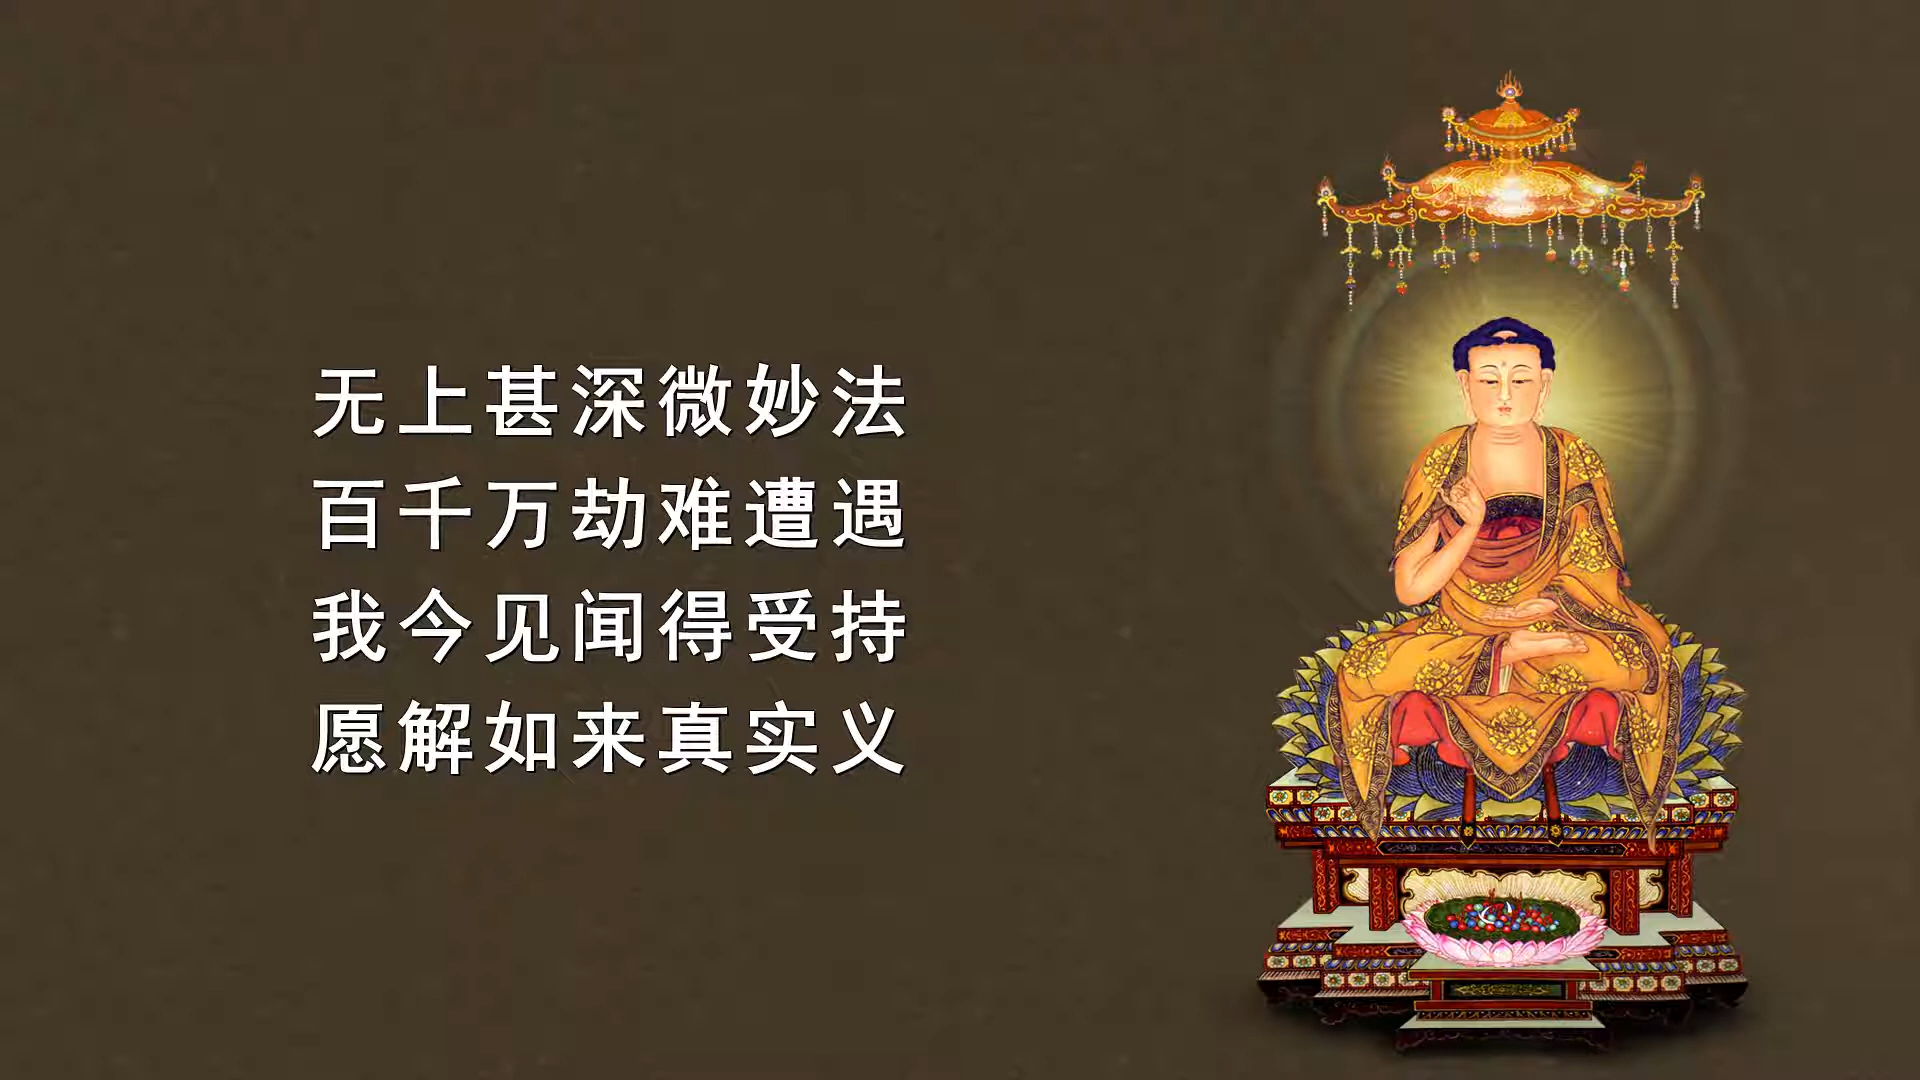 无上甚深微妙法
百千万劫难遭遇
我今见闻得受持
愿解如来真实义